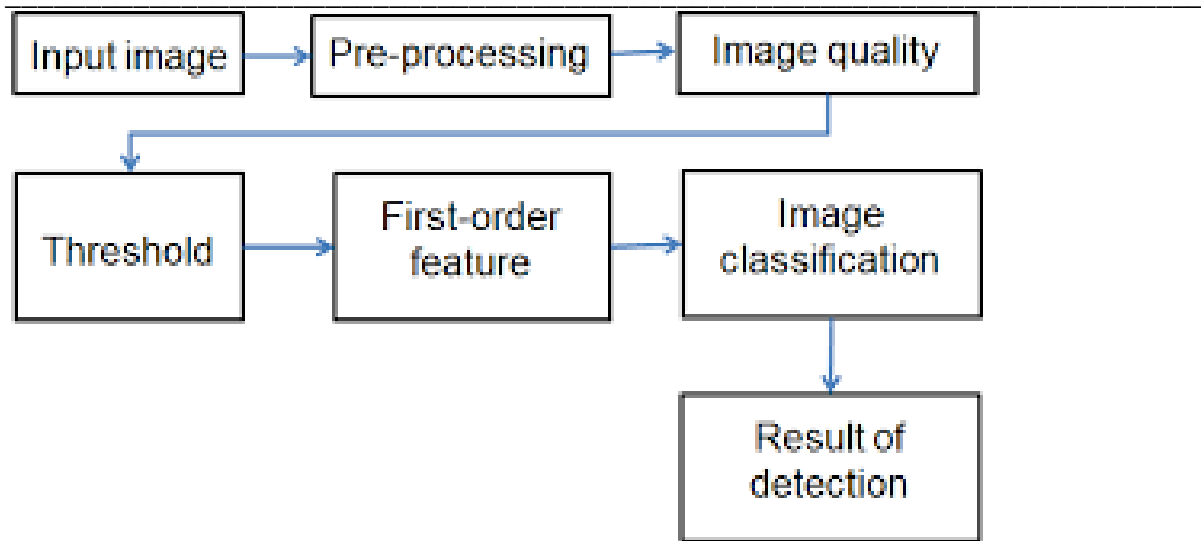 Input image
Pre-processing
Image quality
Threshold
First-order
feature
Image
classification
Result of
detection